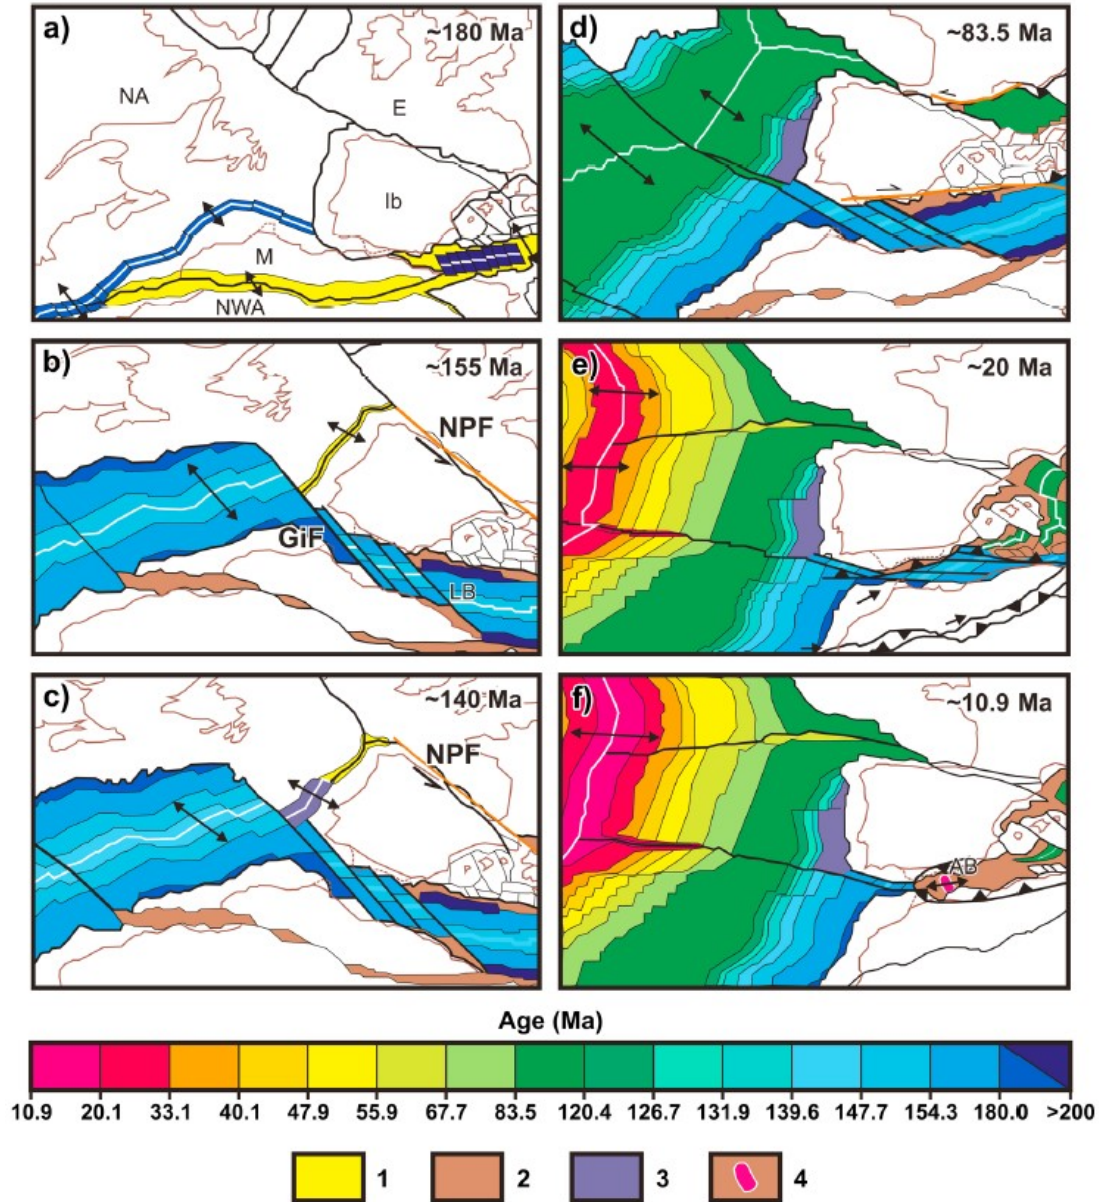 a)
~180 Ma
NA
E
Ib
M
NWA
b)
~155 Ma
NPF
GiF
LB
c)
~140 Ma
NPF
d)
~83.5 Ma
e)
~20 Ma
f)
~10.9 Ma
AB
Age (Ma)
10.9 20.1 33.1 40.1 47.9 55.9 67.7 83.5 120.4 126.7 131.9 139.6 147.7 154.3 180.0 >200
1 2 3 4